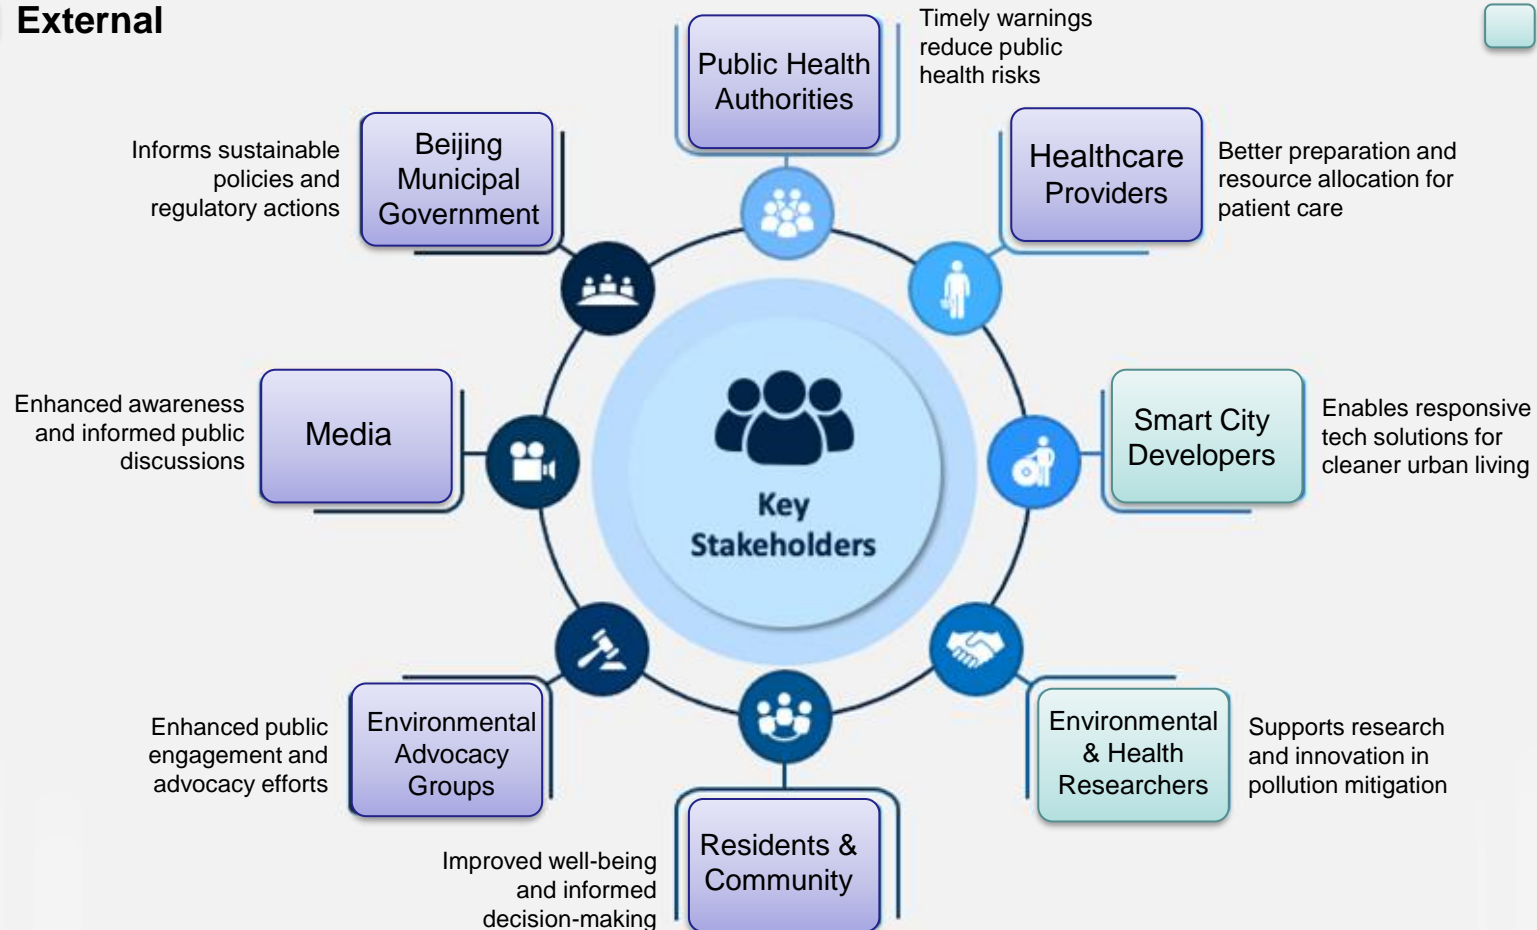 External
Timely warnings
reduce public
health risks
Public Health
Authorities
Healthcare
Providers
Better preparation and
resource allocation for
patient care
Beijing
Municipal
Government
Informs sustainable
policies and
regulatory actions
Media
Enhanced awareness
and informed public
discussions
Smart City
Developers
Enables responsive
tech solutions for
cleaner urban living
Key
Stakeholders
Environmental
Advocacy
Groups
Enhanced public
engagement and
advocacy efforts
Environmental
& Health
Researchers
Supports research
and innovation in
pollution mitigation
Residents &
Community
Improved well-being
and informed
decision-making